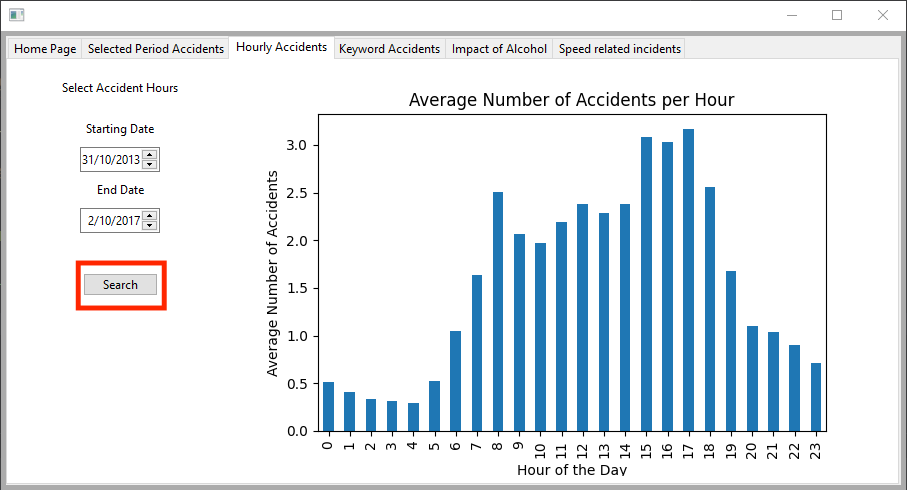 Home Page
Selected Period Accidents
Hourly Accidents
Keyword Accidents
Impact of Alcohol
Speed related incidents
Select Accident Hours
Starting Date
31/10/2013
End Date
2/10/2017
Search
Average Number of Accidents per Hour
Average Number of Accidents
3.0
2.5
2.0
1.5
1.0
0.5
0.0
0
1
2
3
4
5
6
7
8
9
10
11
12
13
14
15
16
17
18
19
20
21
22
23
Hour of the Day